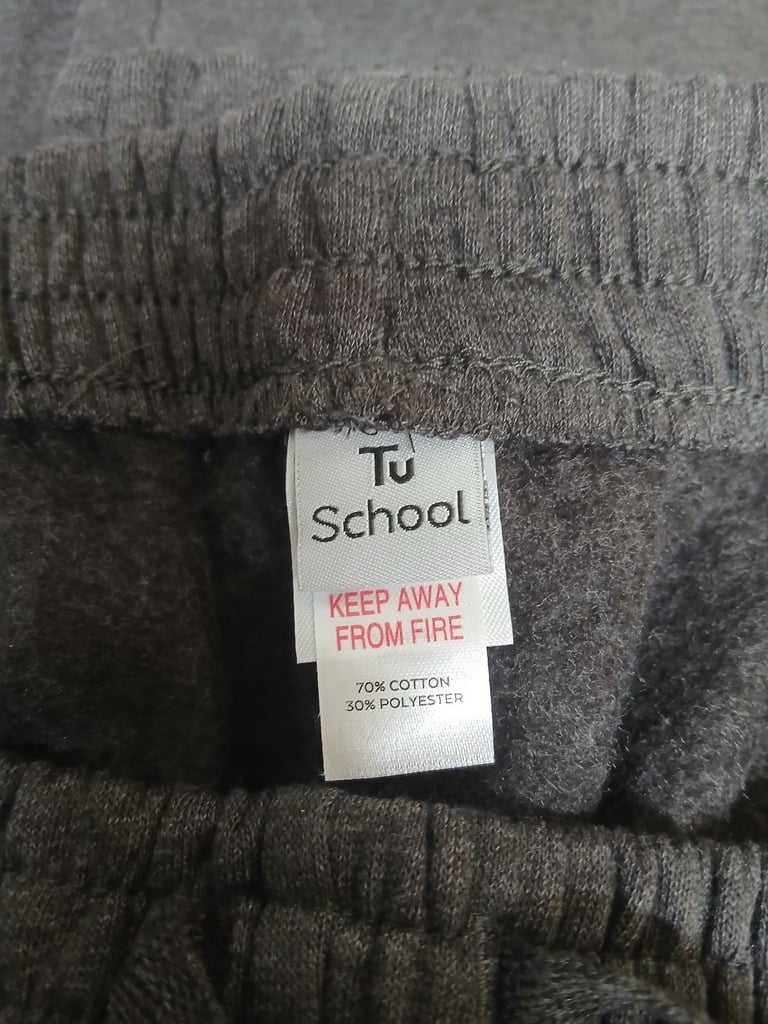 Tu
School
KEEP AWAY
FROM FIRE
70% COTTON
30% POLYESTER